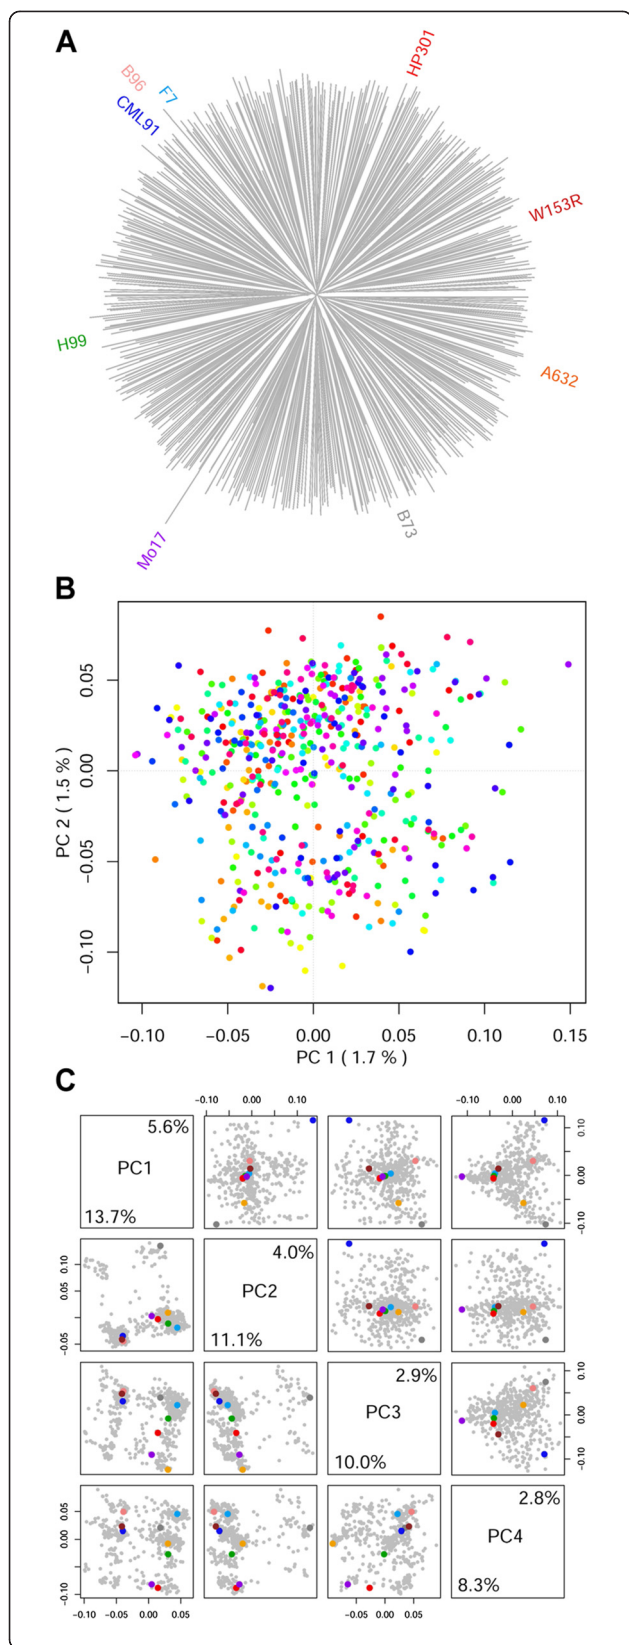 A
HP301
B96
F7
CML91
W153R
H99
A632
Mo17
B73
B
PC 2 ( 1.5 % )
0.05
0.00
−0.05
−0.10
−0.10 −0.05 0.00 0.05 0.10 0.15
PC 1 ( 1.7 % )
C
−0.10 0.00 0.10
−0.10 0.00 0.10
5.6%
PC1
13.7%
0.10
0.00
−0.10
4.0%
PC2
11.1%
0.10
0.05
−0.05
2.9%
PC3
10.0%
0.10
0.00
−0.10
2.8%
PC4
8.3%
0.05
0.00
−0.10
−0.10 −0.05 0.00 0.05
−0.05 0.00 0.05